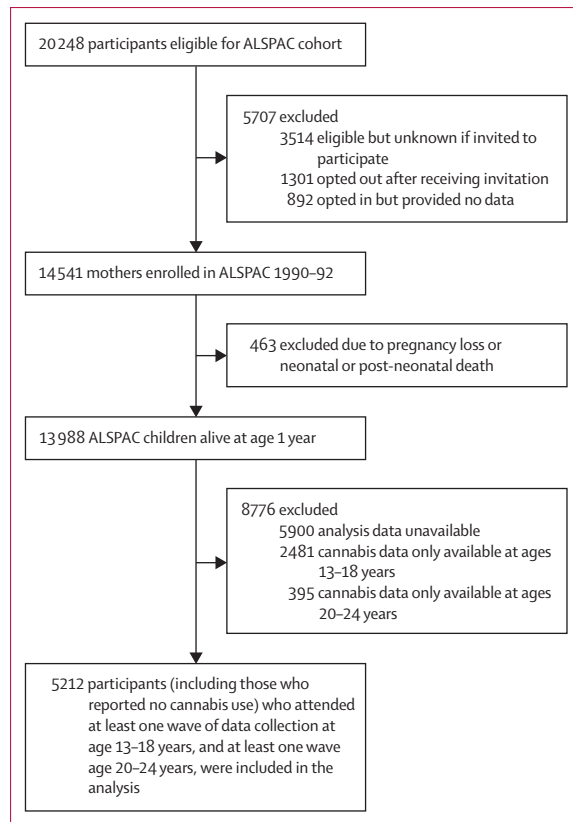 20 248 participants eligible for ALSPAC cohort
5707 excluded
3514 eligible but unknown if invited to
participate
1301 opted out after receiving invitation
892 opted in but provided no data
14 541 mothers enrolled in ALSPAC 1990–92
463 excluded due to pregnancy loss or
neonatal or post-neonatal death
13 988 ALSPAC children alive at age 1 year
8776 excluded
5900 analysis data unavailable
2481 cannabis data only available at ages
13–18 years
395 cannabis data only available at ages
20–24 years
5212 participants (including those who
reported no cannabis use) who attended
at least one wave of data collection at
age 13–18 years, and at least one wave
age 20–24 years, were included in the
analysis